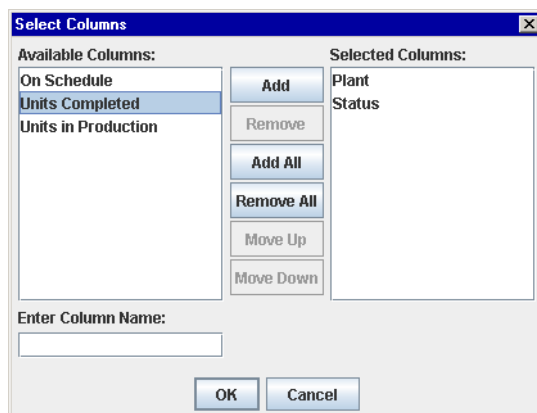 Select Columns
Available Columns:
Selected Columns:
On Schedule
Units Completed
Units in Production
Add
Remove
Add All
Remove All
Move Up
Move Down
Plant
Status
Enter Column Name:
OK
Cancel